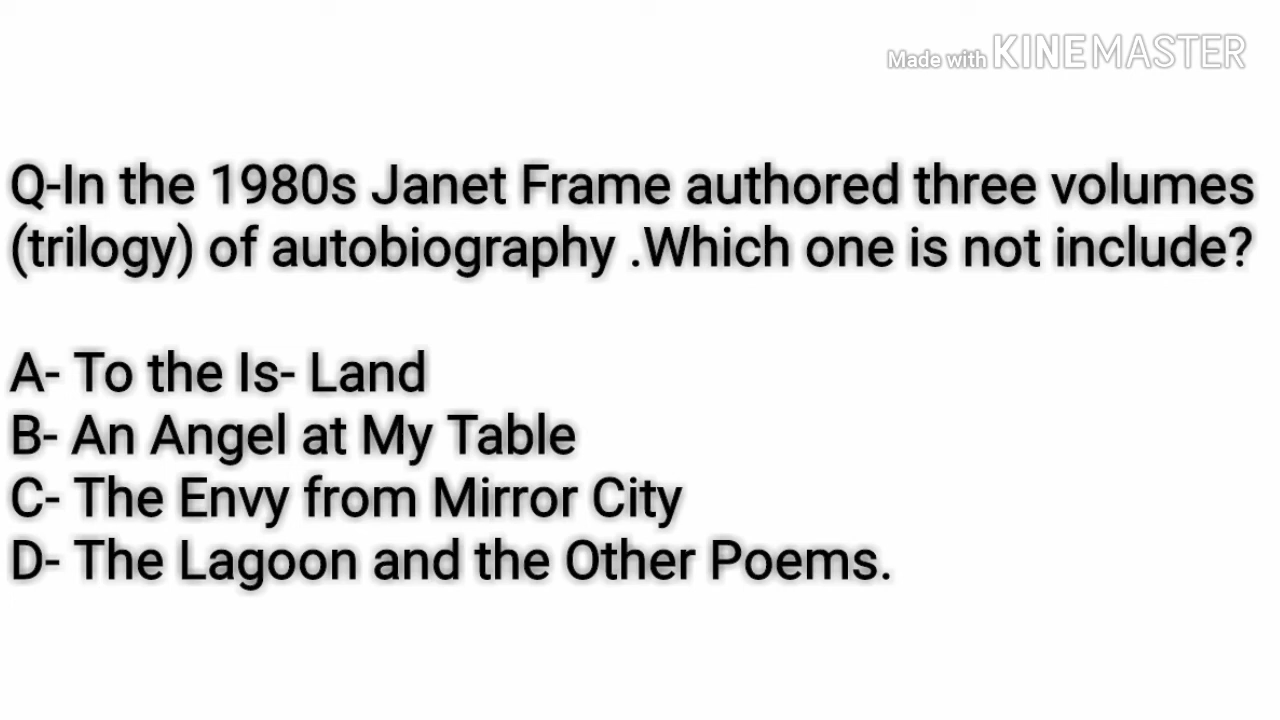 Made with KINEMASTER
Q-In the 1980s Janet Frame authored three volumes
(trilogy) of autobiography .Which one is not include?
A- To the Is- Land
B- An Angel at My Table
C- The Envy from Mirror City
D- The Lagoon and the Other Poems.